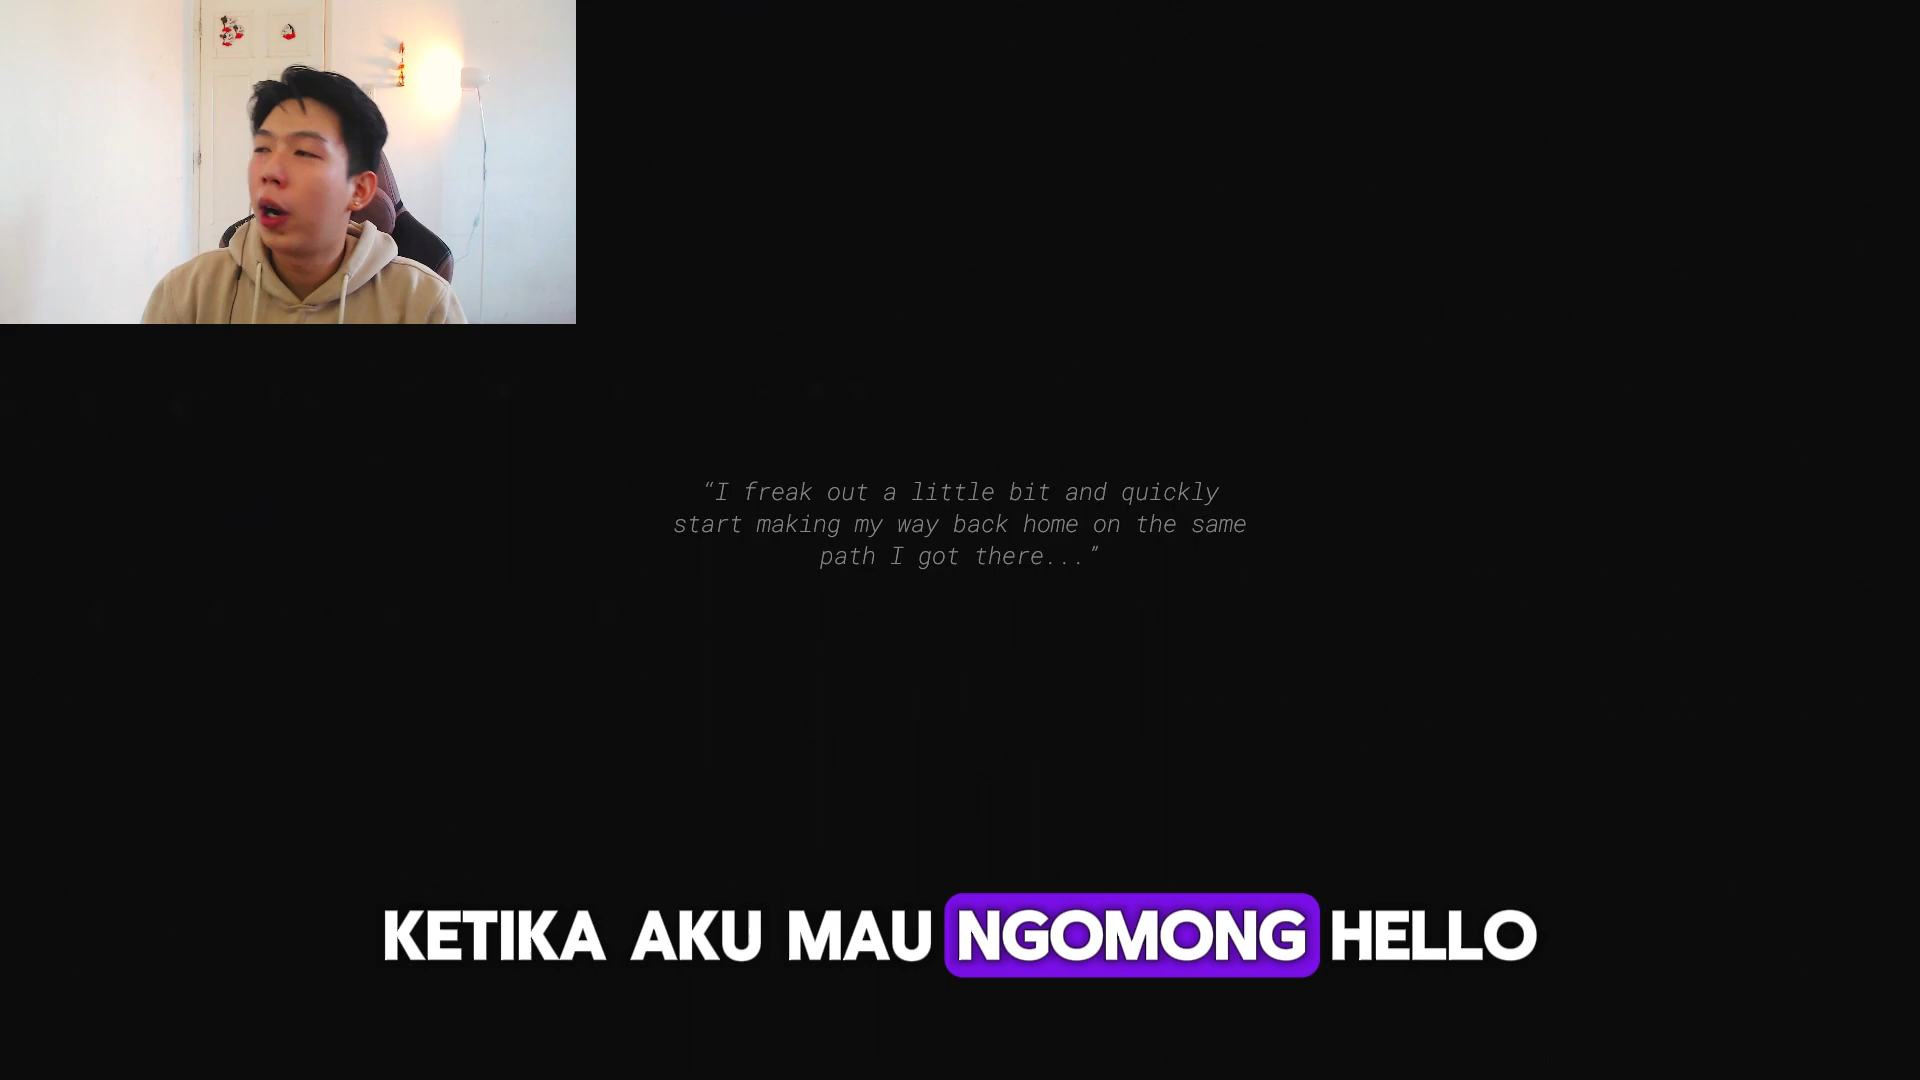 “I freak out a little bit and quickly
start making my way back home on the same
path I got there...”
KETIKA AKU MAU NGOMONG HELLO